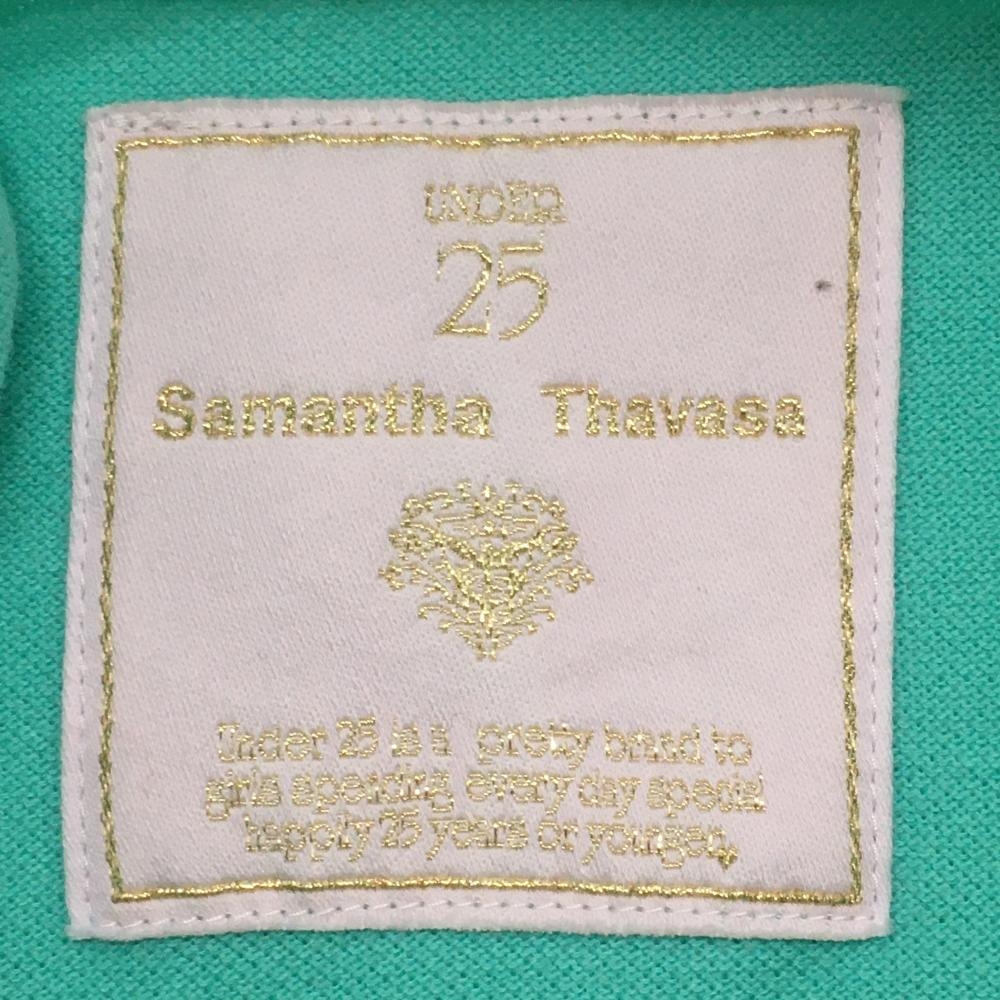 UNDER
25
Samantha Thavasa
Under 25 is a pretty brand to
girls spending every day special
happily 25 years or younger.